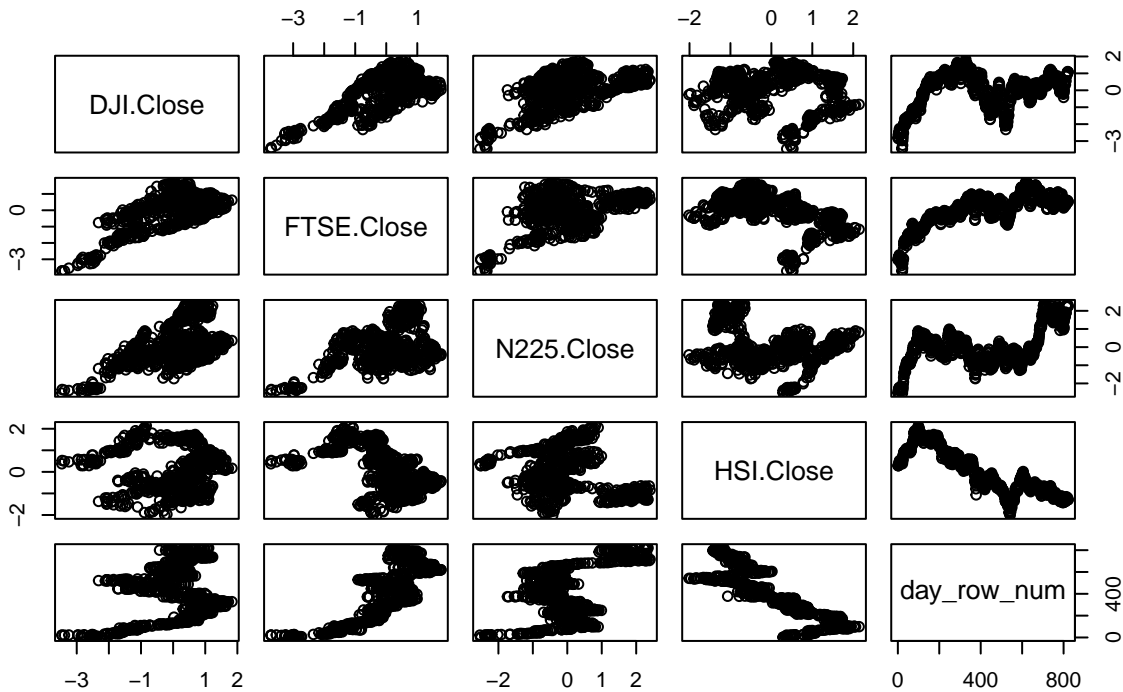 −3 −1 1 −2 0 1 2
DJI.Close −3 0 2
−3 0 FTSE.Close
N225.Close −2 0 2
−2 0 2 HSI.Close
day_row_num 0 400
−3 −1 1 2 −2 0 1 2 0 400 800